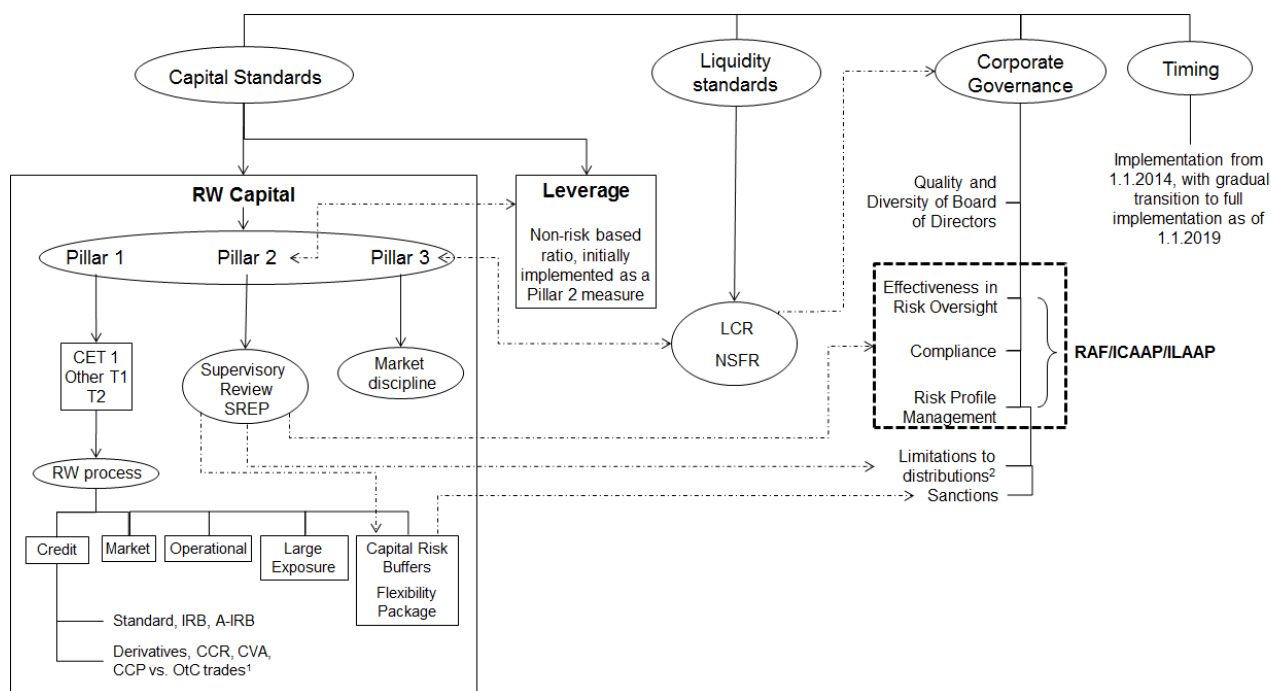 Capital Standards
Liquidity
standards
Corporate
Governance
Timing
Implementation from
1.1.2014, with gradual
transition to full
implementation as of
1.1.2019
RW Capital
Pillar 1
Pillar 2
Pillar 3
Leverage
Non-risk based
ratio, initially
implemented as a
Pillar 2 measure
Quality and
Diversity of Board
of Directors
CET 1
Other T1
T2
Supervisory
Review
SREP
Market
discipline
LCR
NSFR
Effectiveness in
Risk Oversight
Compliance
Risk Profile
Management
RAF/ICAAP/ILAAP
Limitations to
distributions²
Sanctions
RW process
Credit
Market
Operational
Large
Exposure
Capital Risk
Buffers
Flexibility
Package
Standard, IRB, A-IRB
Derivatives, CCR, CVA,
CCP vs. OtC trades¹